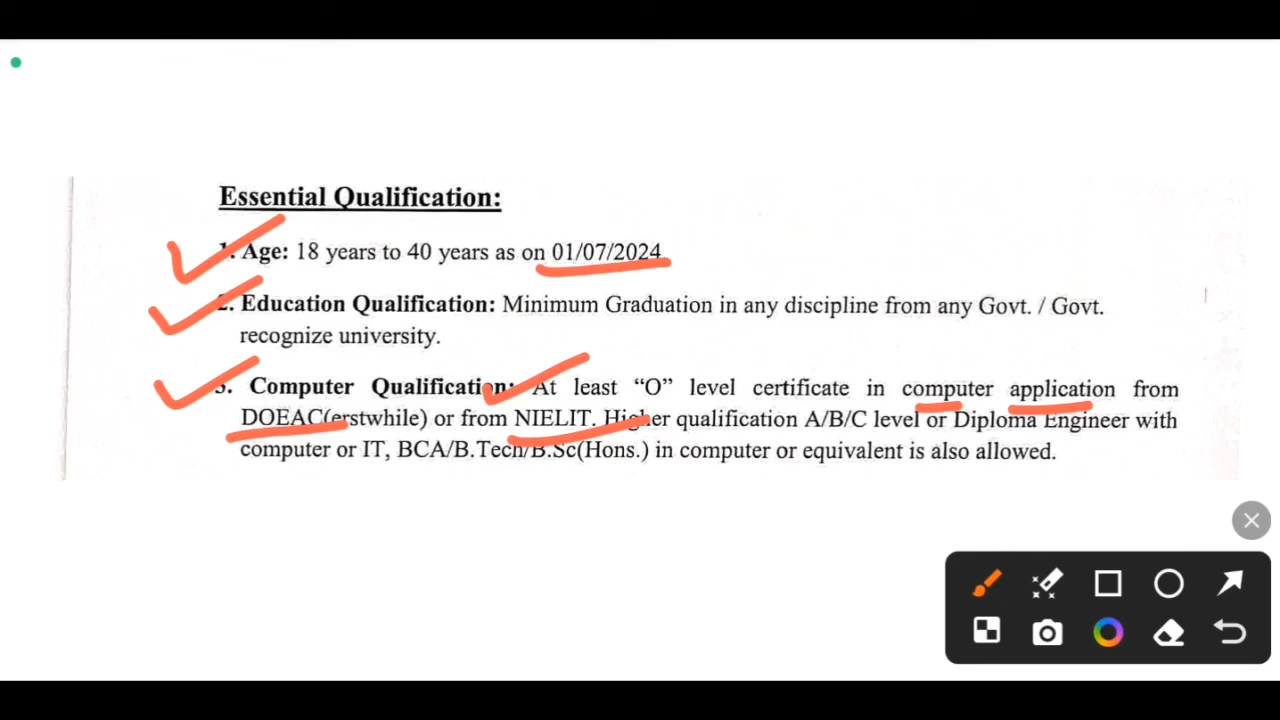 Essential Qualification:
1. Age: 18 years to 40 years as on 01/07/2024
2. Education Qualification: Minimum Graduation in any discipline from any Govt. / Govt.
recognize university.
3. Computer Qualification: At least “O” level certificate in computer application from
DOEAC(erstwhile) or from NIELIT. Higher qualification A/B/C level or Diploma Engineer with
computer or IT, BCA/B.Tech/B.Sc(Hons.) in computer or equivalent is also allowed.